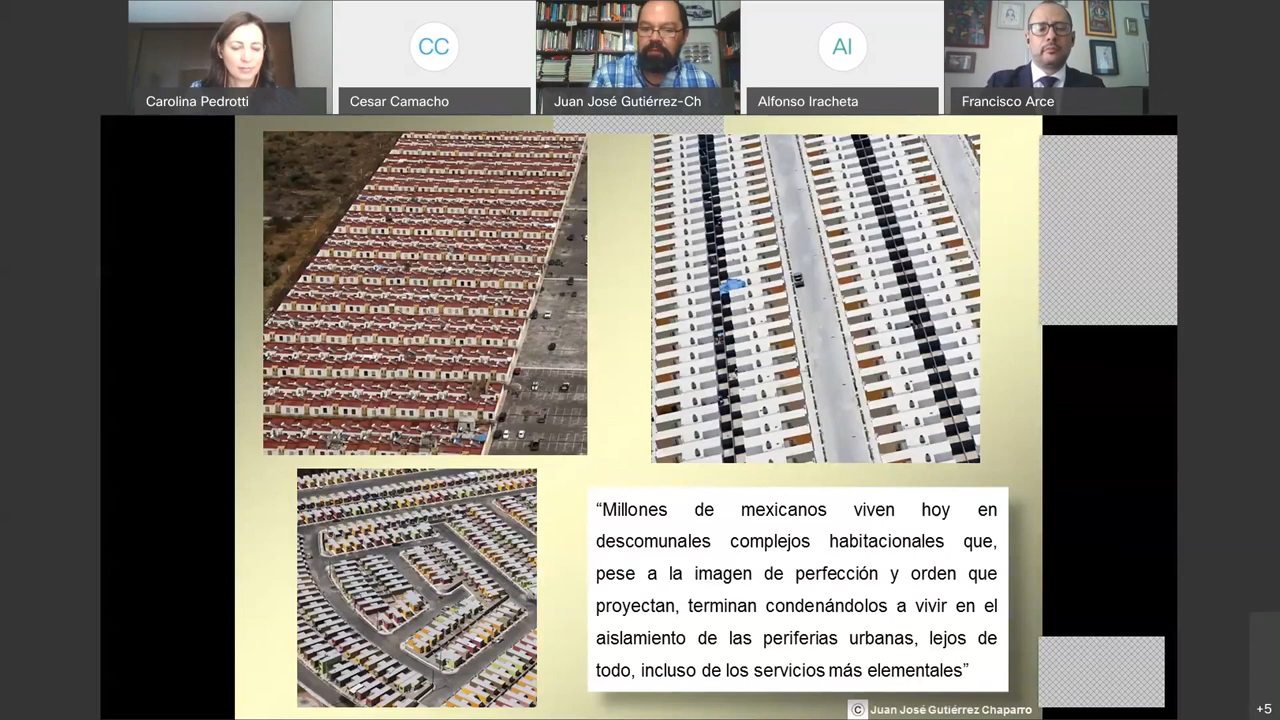 CC
AI
Carolina Pedrotti
Cesar Camacho
Juan José Gutiérrez-Ch
Alfonso Iracheta
Francisco Arce
“Millones de mexicanos viven hoy en
descomunales complejos habitacionales que,
pese a la imagen de perfección y orden que
proyectan, terminan condenándolos a vivir en el
aislamiento de las periferias urbanas, lejos de
todo, incluso de los servicios más elementales”
© Juan José Gutiérrez Chaparro
+5